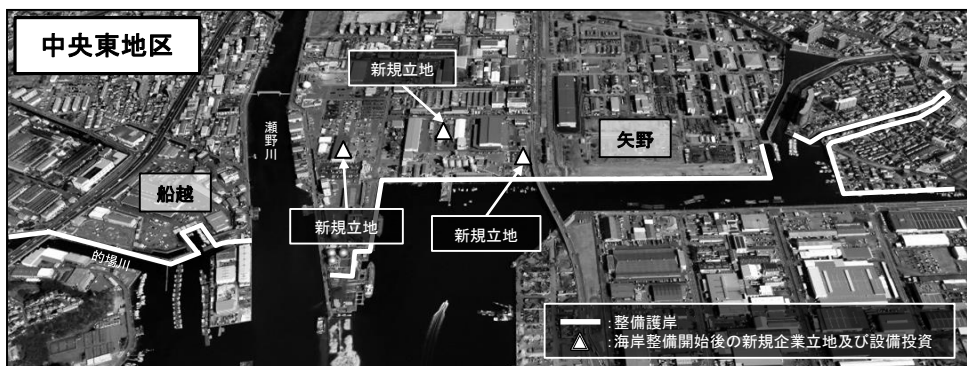 中央東地区
新規立地
瀬野川
矢野
船越
新規立地
新規立地
的場川
:整備護岸
:海岸整備開始後の新規企業立地及び設備投資